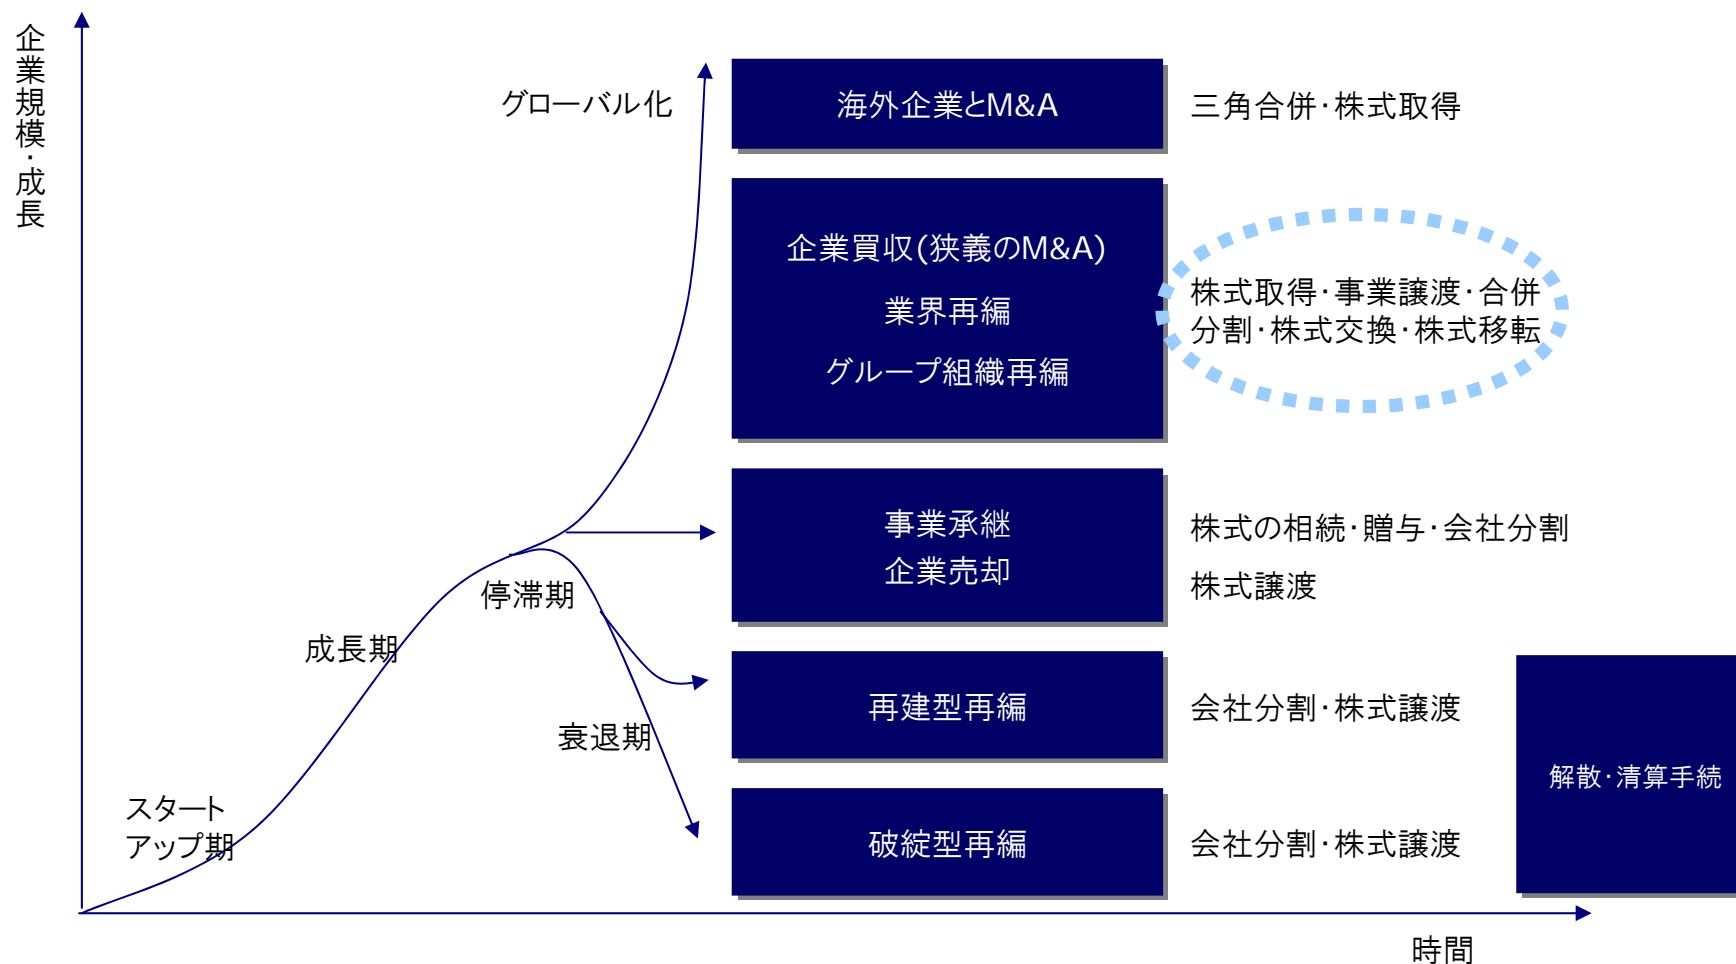 企業規模・成長
グローバル化
海外企業とM&A
三角合併・株式取得
企業買収(狭義のM&A)
業界再編
グループ組織再編
株式取得・事業譲渡・合併
分割・株式交換・株式移転
事業承継
企業売却
株式の相続・贈与・会社分割
株式譲渡
停滞期
成長期
再建型再編
会社分割・株式譲渡
衰退期
解散・清算手続
スタート
アップ期
破綻型再編
会社分割・株式譲渡
時間